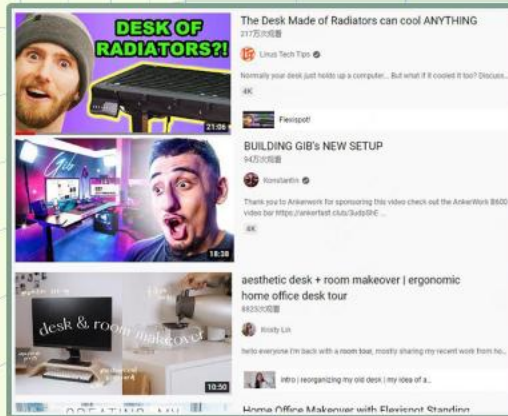 DESK OF
RADIATORS?!
21:06
The Desk Made of Radiators can cool ANYTHING
217万次观看
Linus Tech Tips
Normally your desk just holds up a computer... But what if it cooled it too? Discuss...
4K
Flexispot!
Gib
18:38
BUILDING GIB's NEW SETUP
94万次观看
Konstantin
Thank you to Ankerwork for sponsoring this video check out the AnkerWork B600
4K
desk & room makeover
10:50
aesthetic desk + room makeover | ergonomic
home office desk tour
Kristy Lin
hello everyone I'm back with a room tour, mostly sharing my recent work from ho...
intro | reorganizing my old desk | my idea of a...
CREATING MY
Home Office Makeover with Flexispot Standing